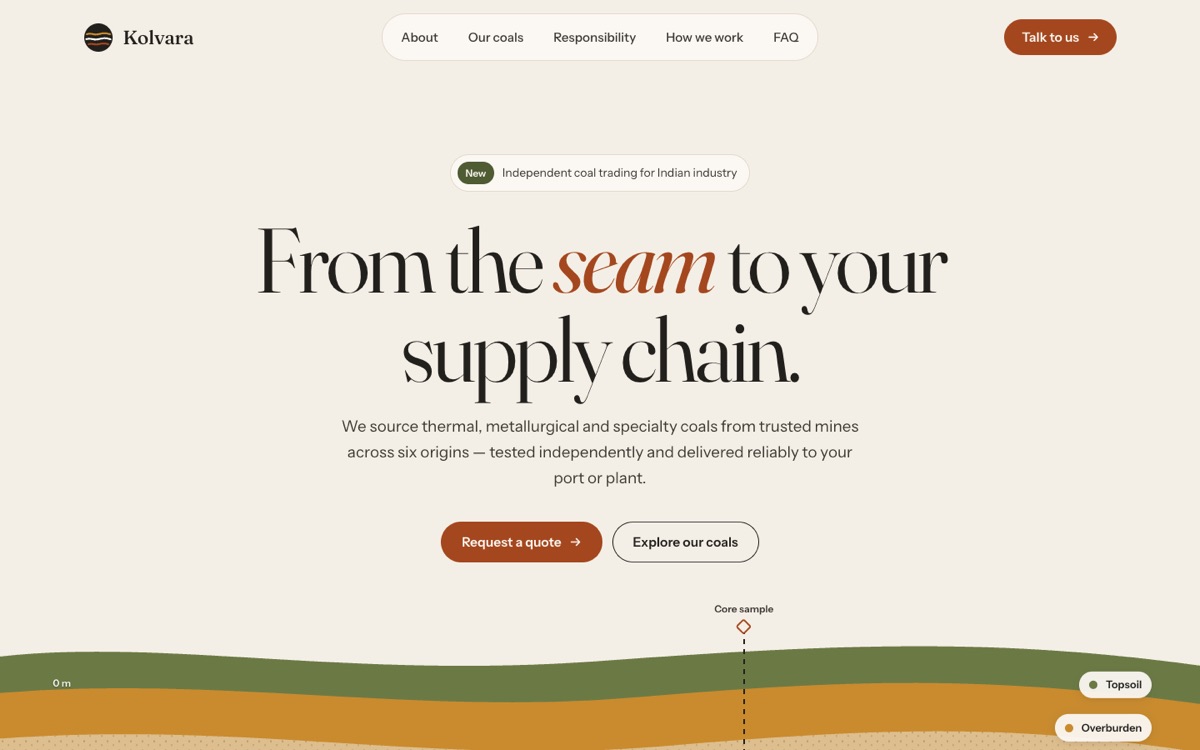 Kolvara
About
Our coals
Responsibility
How we work
FAQ
Talk to us
New
Independent coal trading for Indian industry
From the seam to your
supply chain.
We source thermal, metallurgical and specialty coals from trusted mines
across six origins — tested independently and delivered reliably to your
port or plant.
Request a quote
Explore our coals
Core sample
0 m
Topsoil
Overburden